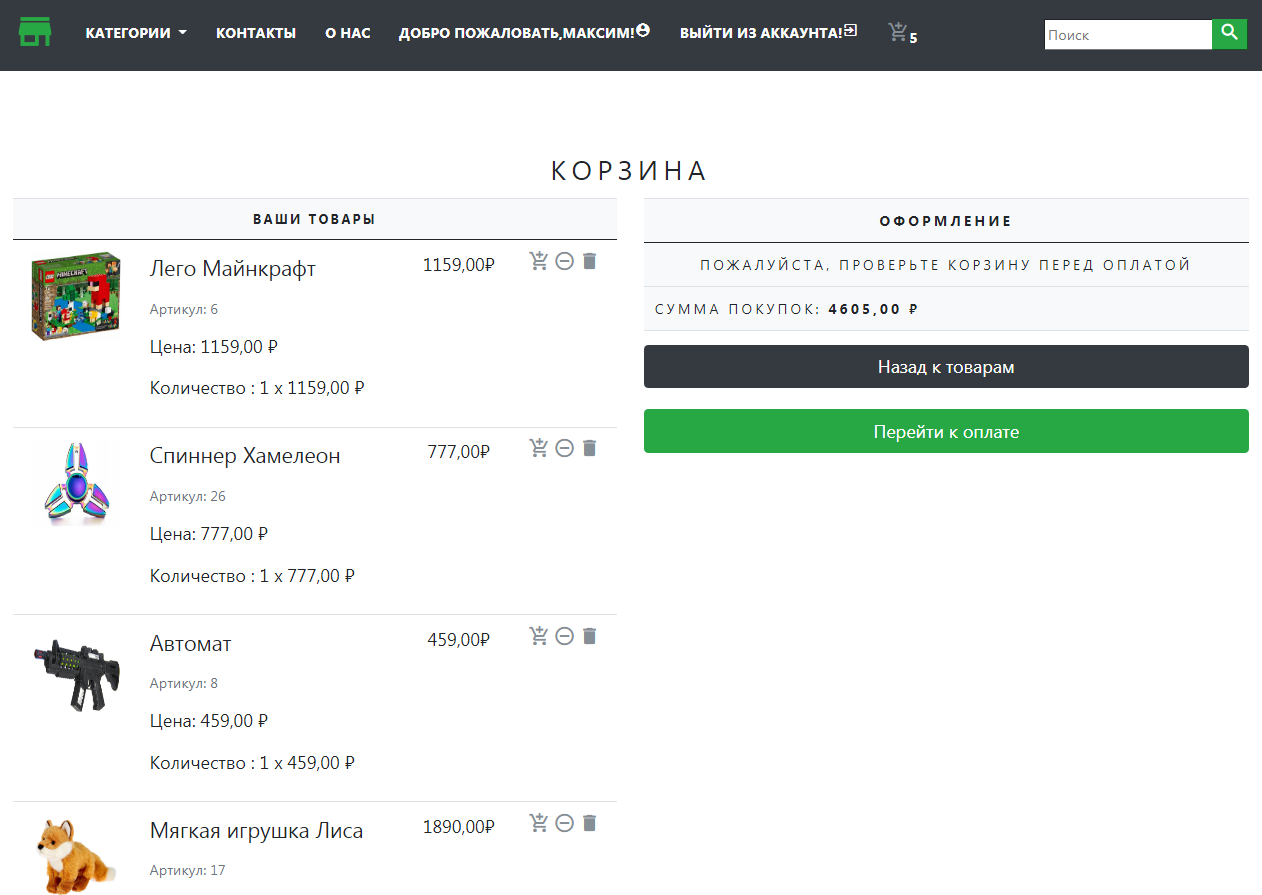 КАТЕГОРИИ КОНТАКТЫ О НАС ДОБРО ПОЖАЛОВАТЬ,МАКСИМ! ВЫЙТИ ИЗ АККАУНТА! 5 Поиск
КОРЗИНА
ВАШИ ТОВАРЫ
Лего Майнкрафт 1159,00₽
Артикул: 6
Цена: 1159,00 ₽
Количество : 1 x 1159,00 ₽
Спиннер Хамелеон 777,00₽
Артикул: 26
Цена: 777,00 ₽
Количество : 1 x 777,00 ₽
Автомат 459,00₽
Артикул: 8
Цена: 459,00 ₽
Количество : 1 x 459,00 ₽
Мягкая игрушка Лиса 1890,00₽
Артикул: 17
ОФОРМЛЕНИЕ
ПОЖАЛУЙСТА, ПРОВЕРЬТЕ КОРЗИНУ ПЕРЕД ОПЛАТОЙ
СУММА ПОКУПОК: 4605,00 ₽
Назад к товарам
Перейти к оплате